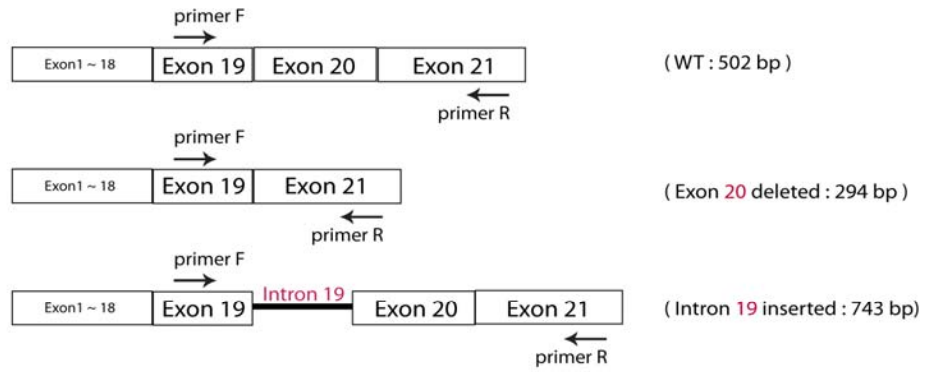 primer F
Exon1 ~ 18 Exon 19 Exon 20 Exon 21 ( WT : 502 bp )
primer R
primer F
Exon1 ~ 18 Exon 19 Exon 21 ( Exon 20 deleted : 294 bp )
primer R
primer F
Intron 19
Exon1 ~ 18 Exon 19 Exon 20 Exon 21 ( Intron 19 inserted : 743 bp)
primer R